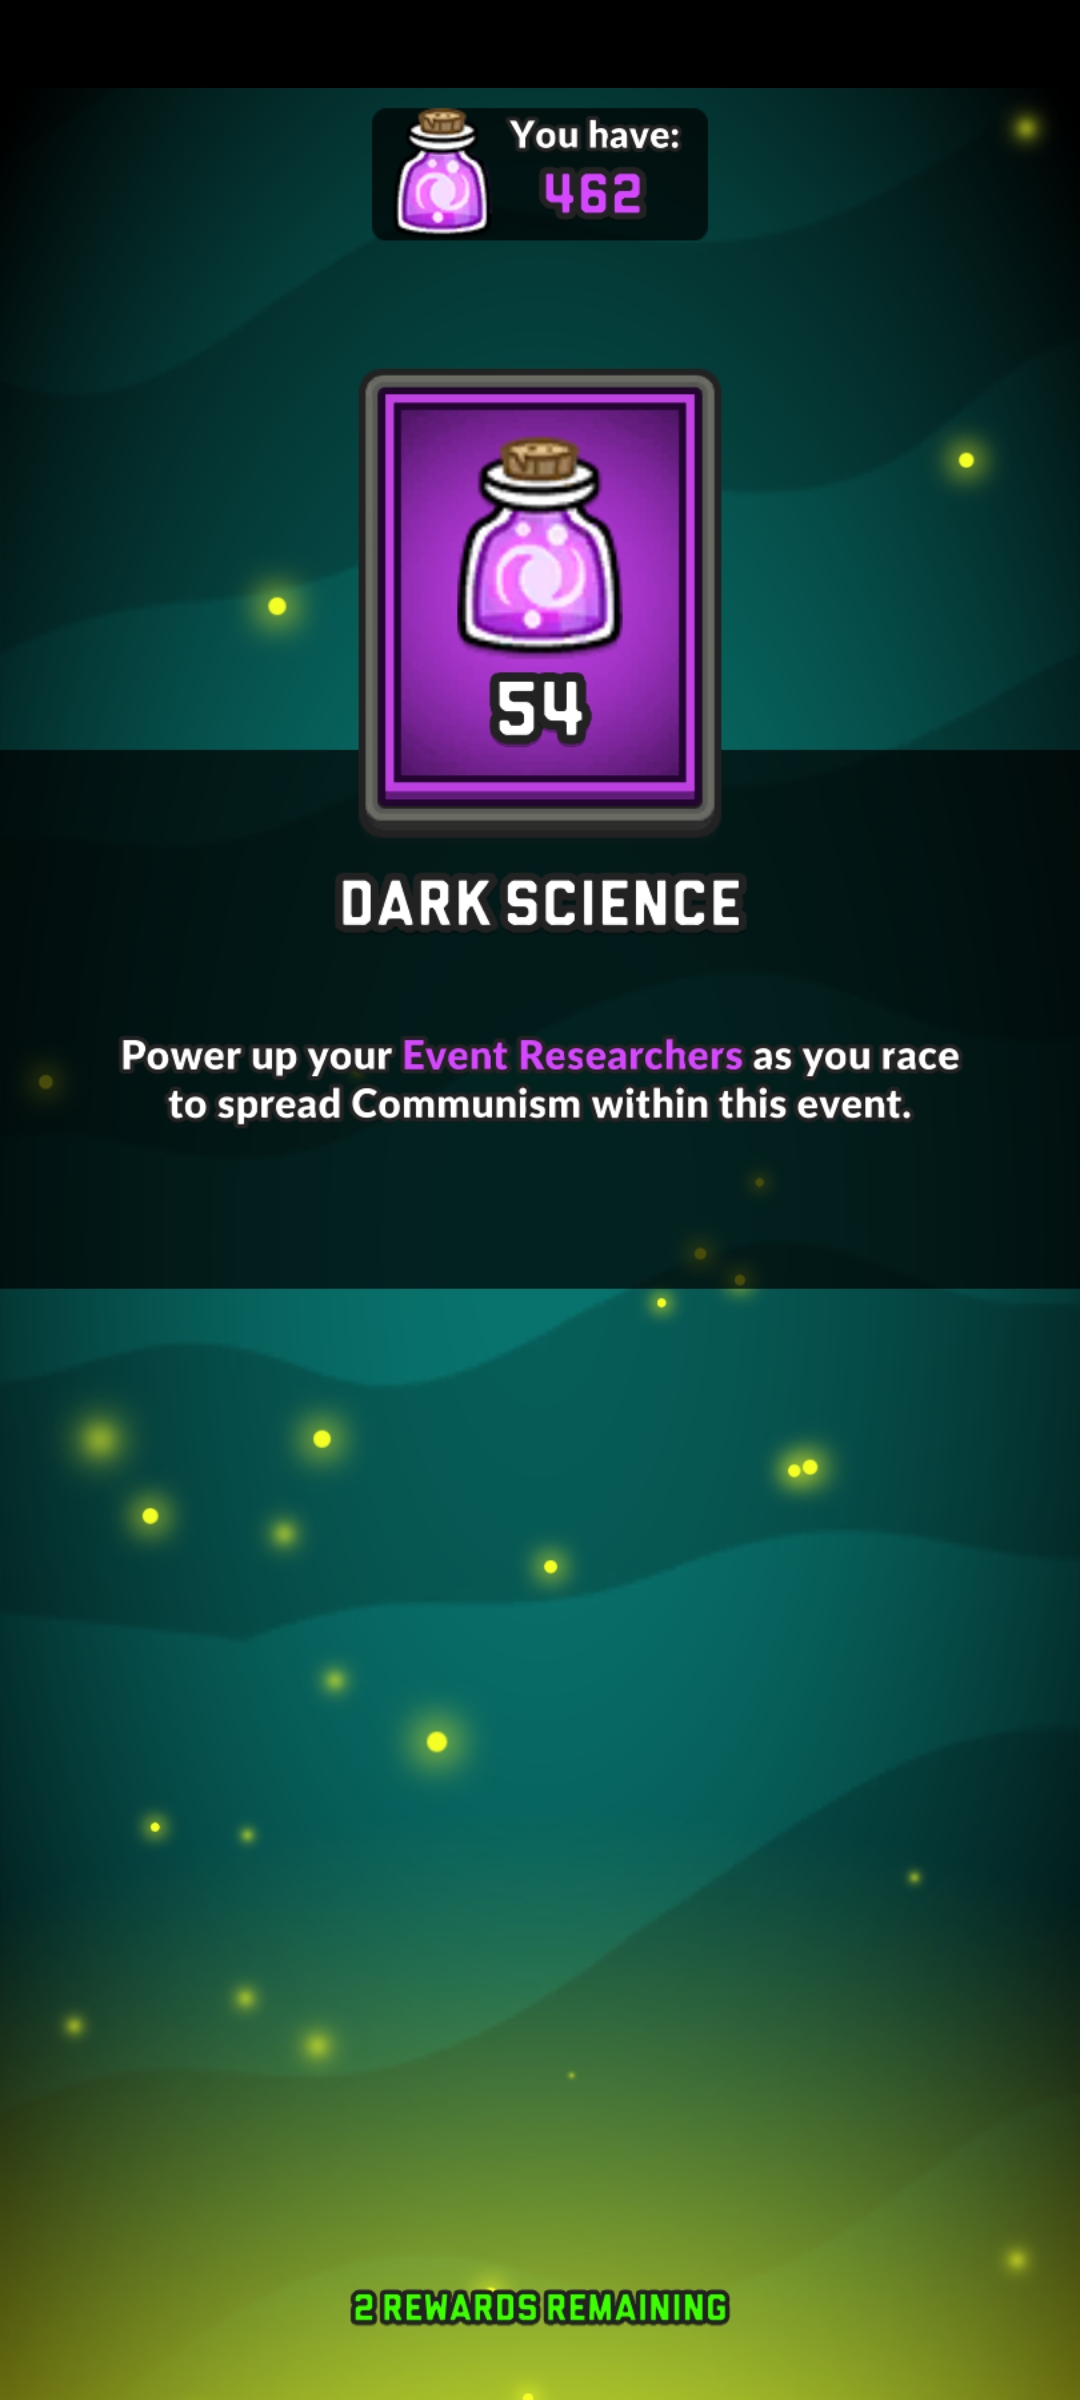 You have:
462
54
DARK SCIENCE
Power up your Event Researchers as you race
to spread Communism within this event.
2 REWARDS REMAINING